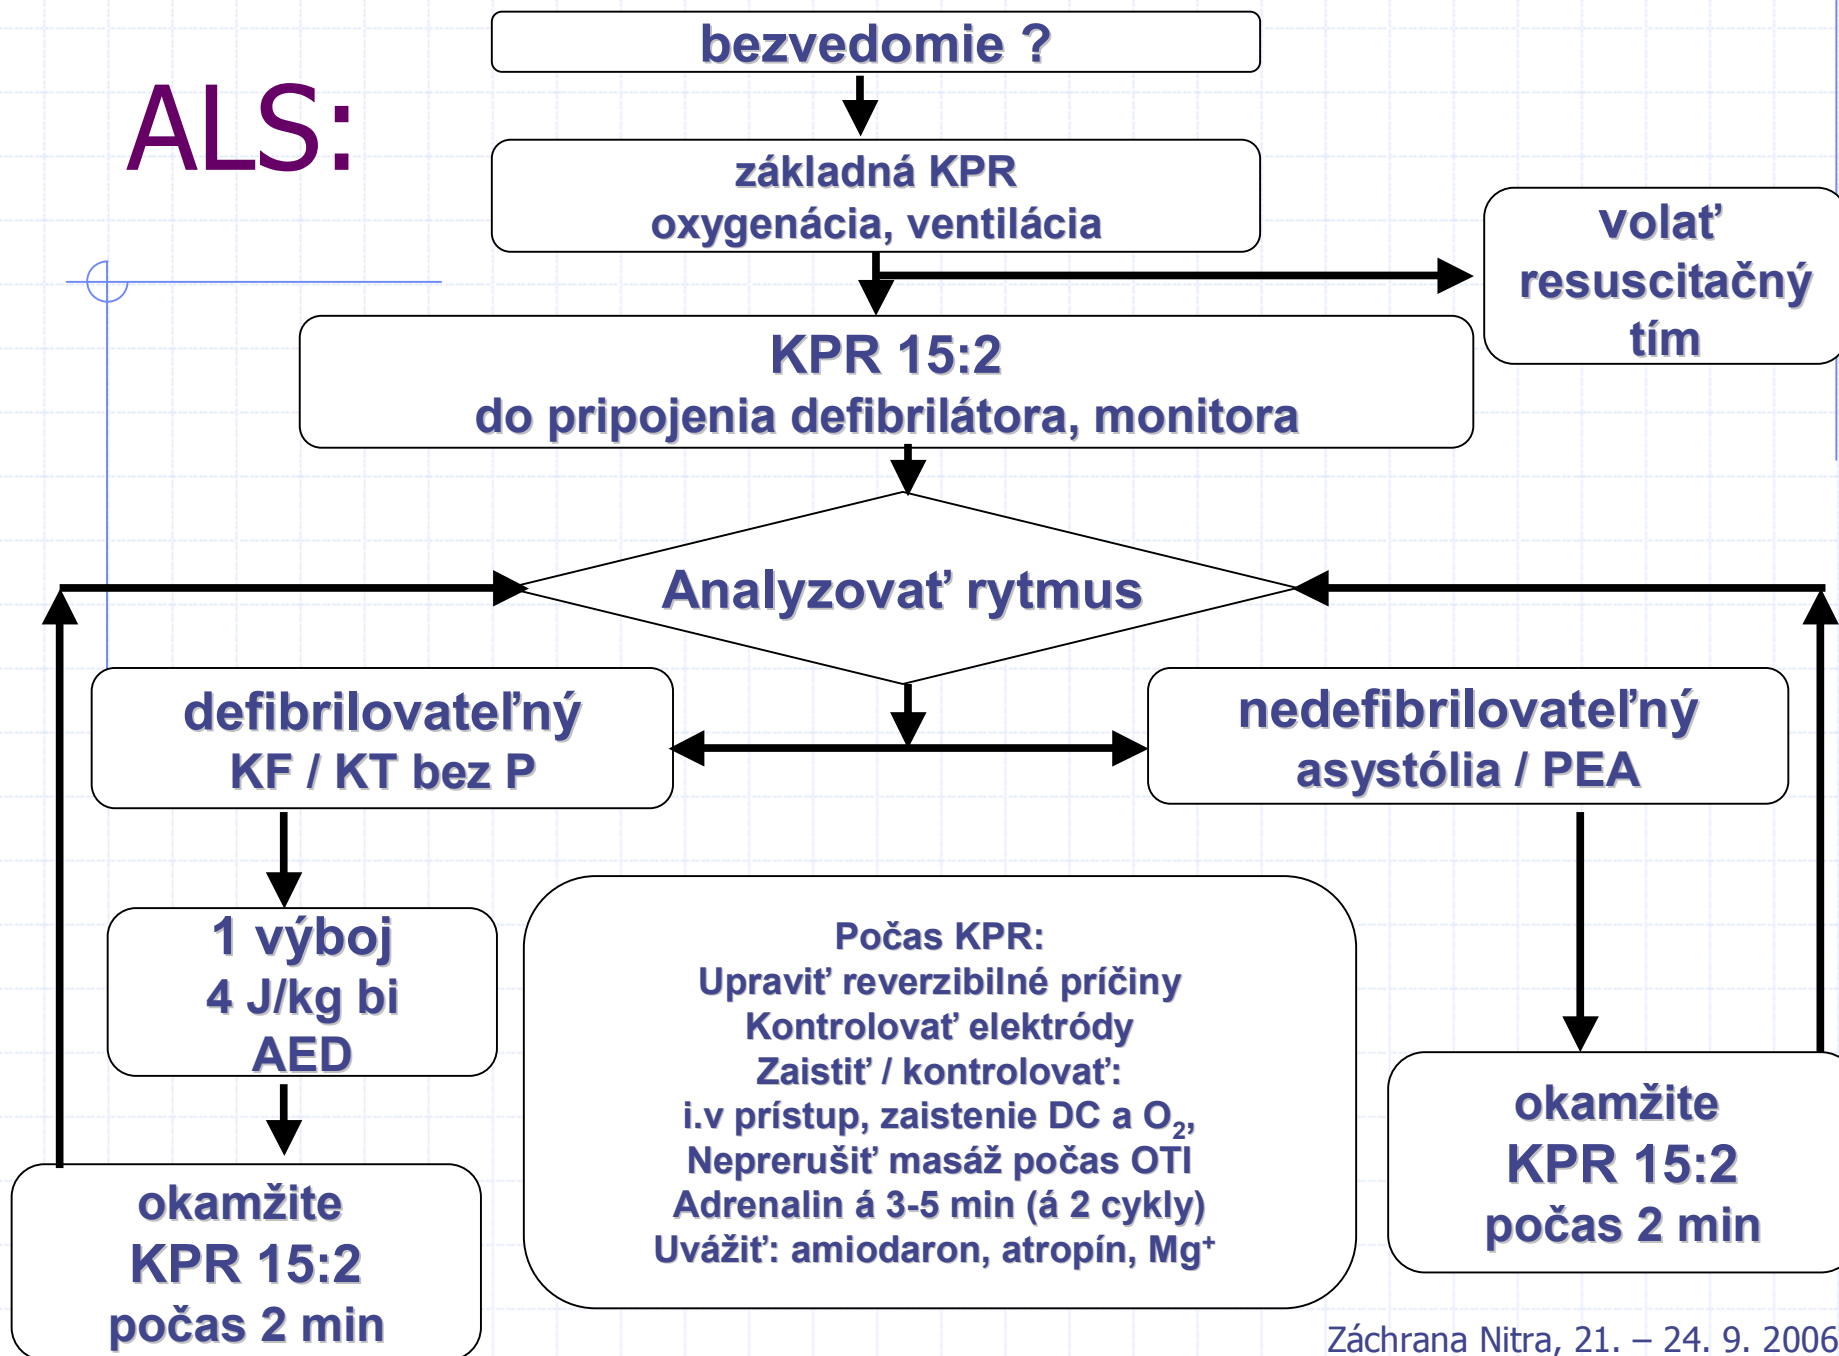 ALS:
bezvedomie ?
základná KPR
oxygenácia, ventilácia
volať
resuscitačný
tím
KPR 15:2
do pripojenia defibrilátora, monitora
Analyzovať rytmus
defibrilovateľný
KF / KT bez P
nedefibrilovateľný
asystólia / PEA
1 výboj
4 J/kg bi
AED
okamžite
KPR 15:2
počas 2 min
Počas KPR:
Upraviť reverzibilné príčiny
Kontrolovať elektródy
Zaistiť / kontrolovať:
i.v prístup, zaistenie DC a O₂,
Neprerušiť masáž počas OTI
Adrenalin á 3-5 min (á 2 cykly)
Uvážiť: amiodaron, atropín, Mg⁺
okamžite
KPR 15:2
počas 2 min
Záchrana Nitra, 21. – 24. 9. 2006